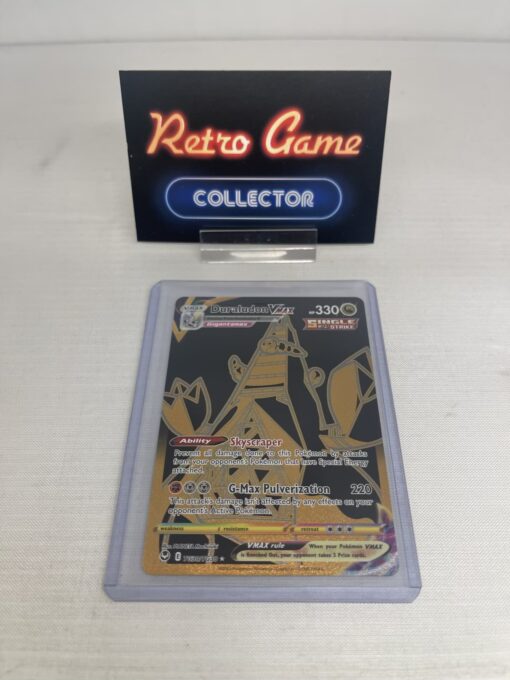 Retro Game
COLLECTOR
VMAX
Duraludon VMAX
HP 330
Gigantamax
SINGLE STRIKE
Ability Skyscraper
Prevent all damage done to this Pokémon by attacks
from your opponent's Pokémon that have Special Energy
attached.
G-Max Pulverization 220
This attack's damage isn't affected by any effects on your
opponent's Active Pokémon.
weakness resistance retreat
VMAX rule When your Pokémon VMAX
is Knocked Out, your opponent takes 3 Prize cards.